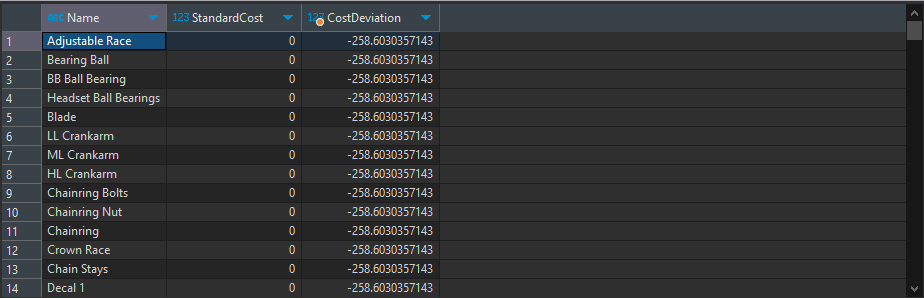 ABC Name 123 StandardCost 123 CostDeviation
1 Adjustable Race 0 -258.6030357143
2 Bearing Ball 0 -258.6030357143
3 BB Ball Bearing 0 -258.6030357143
4 Headset Ball Bearings 0 -258.6030357143
5 Blade 0 -258.6030357143
6 LL Crankarm 0 -258.6030357143
7 ML Crankarm 0 -258.6030357143
8 HL Crankarm 0 -258.6030357143
9 Chainring Bolts 0 -258.6030357143
10 Chainring Nut 0 -258.6030357143
11 Chainring 0 -258.6030357143
12 Crown Race 0 -258.6030357143
13 Chain Stays 0 -258.6030357143
14 Decal 1 0 -258.6030357143